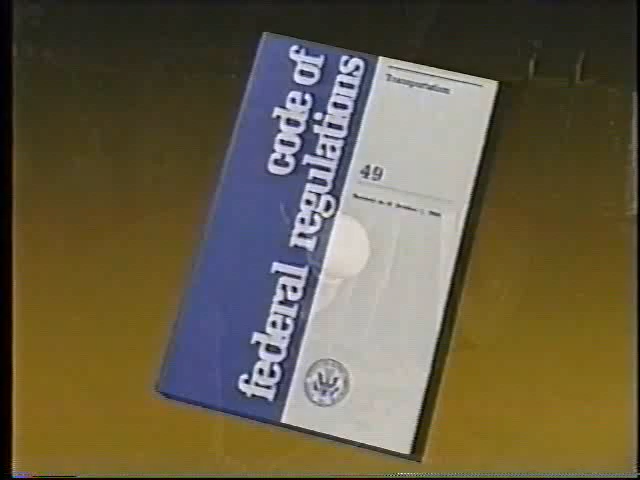 code of
federal regulations
Transportation
49